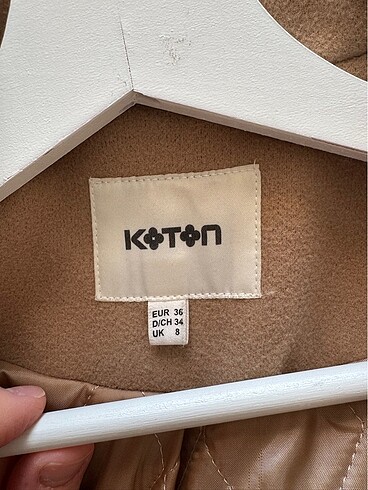 KOTON
EUR 36
D/CH 34
UK 8